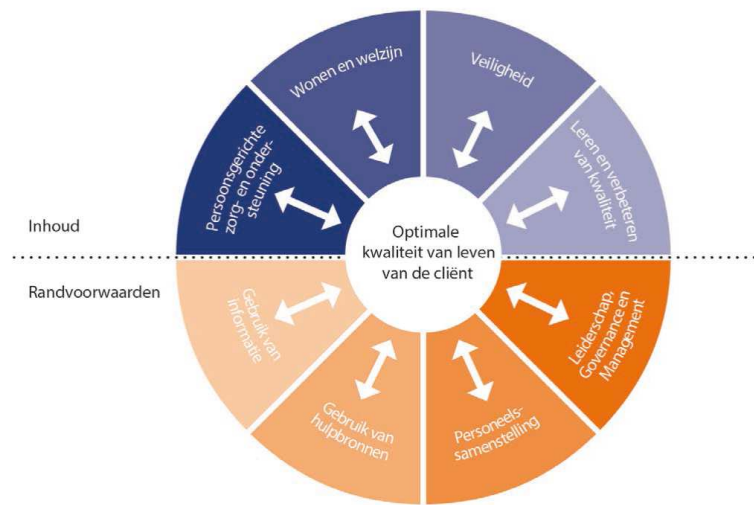 Wonen en welzijn
Veiligheid
Persoonsgerichte
zorg- en onder-
steuning
Leren en verbeteren
van kwaliteit
Inhoud
Optimale
kwaliteit van leven
van de cliënt
Randvoorwaarden
Gebruik van
informatie
Leiderschap,
Governance en
Management
Gebruik van
hulpbronnen
Personeels-
samenstelling